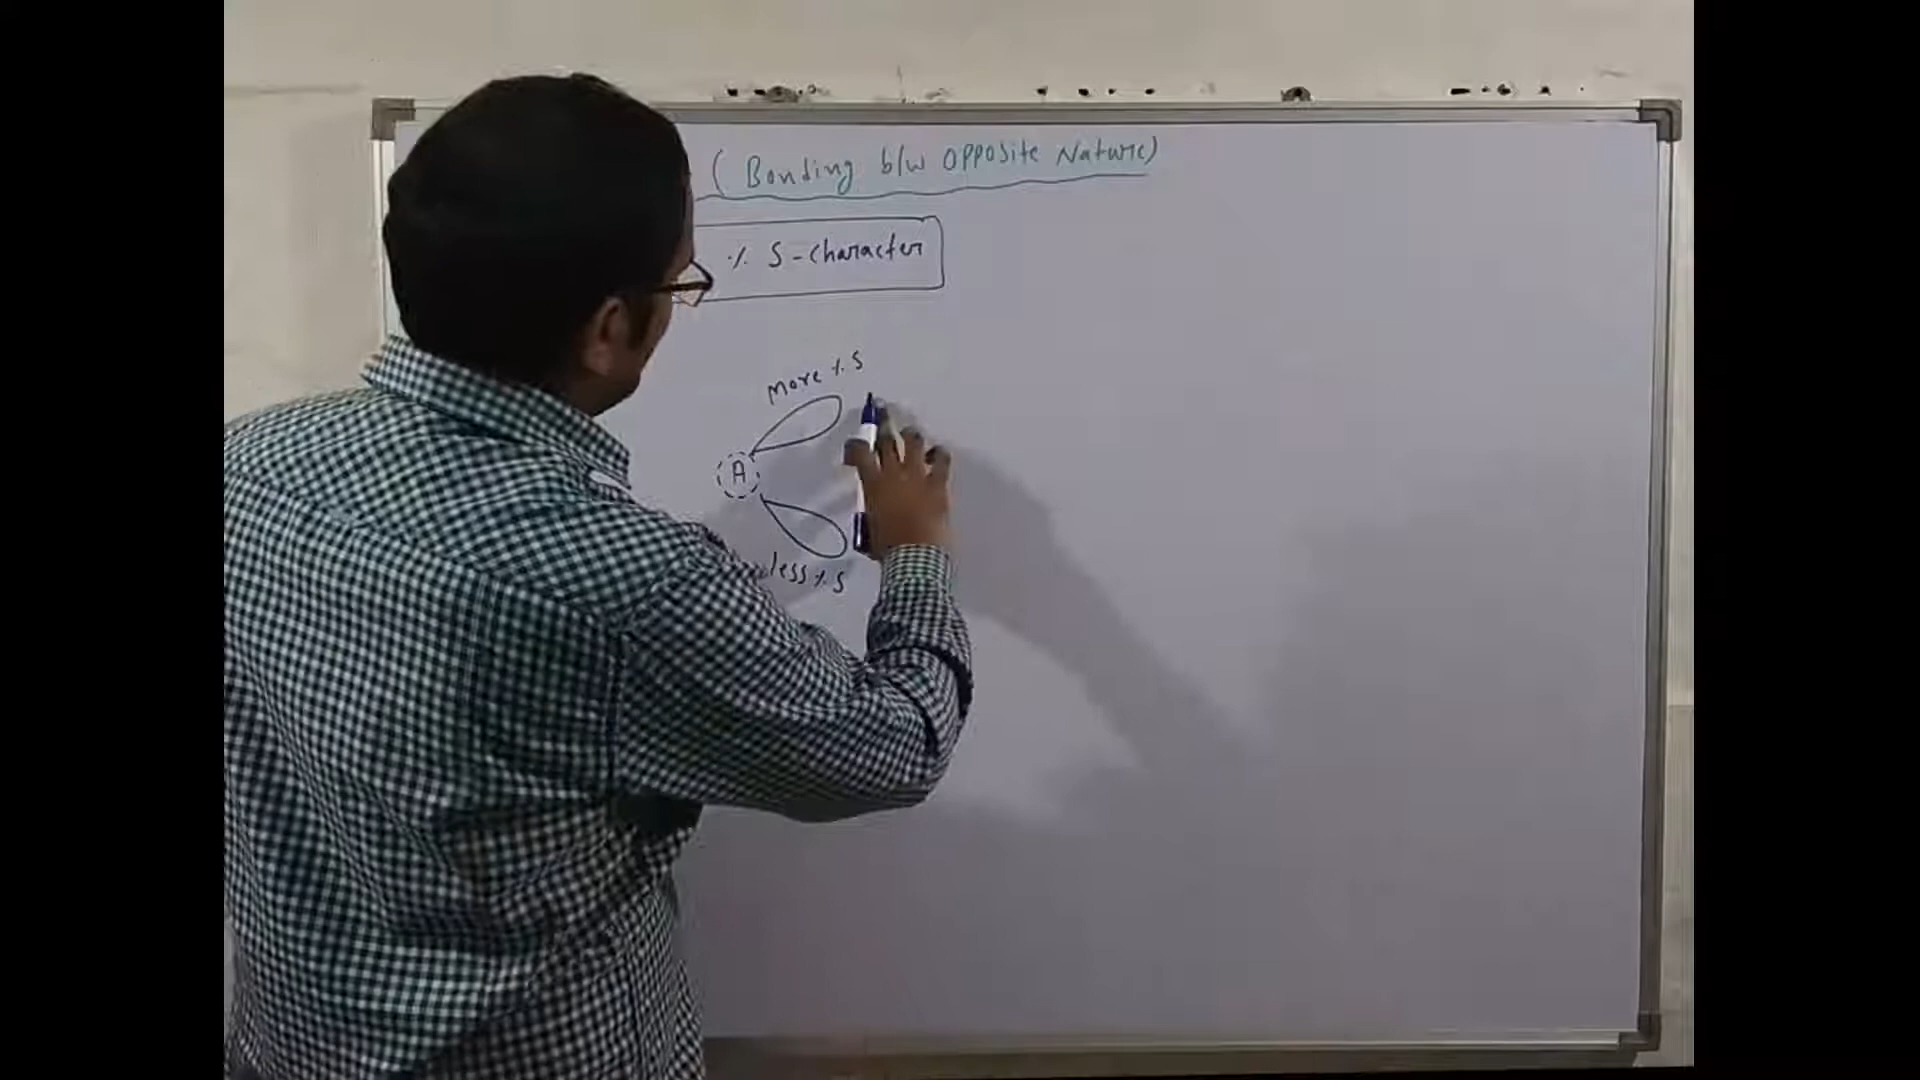 (Bonding b/w opposite Nature)
% S-character
more % S
A
less % S